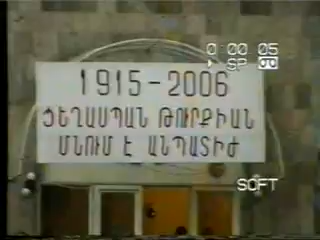 0:00:05
SP
1915-2006
ՑԵՂԱՍՊԱՆ ԹՈՒՐՔԻԱՆ
ՄՆՈՒՄ Է ԱՆՊԱՏԻԺ
SOFT